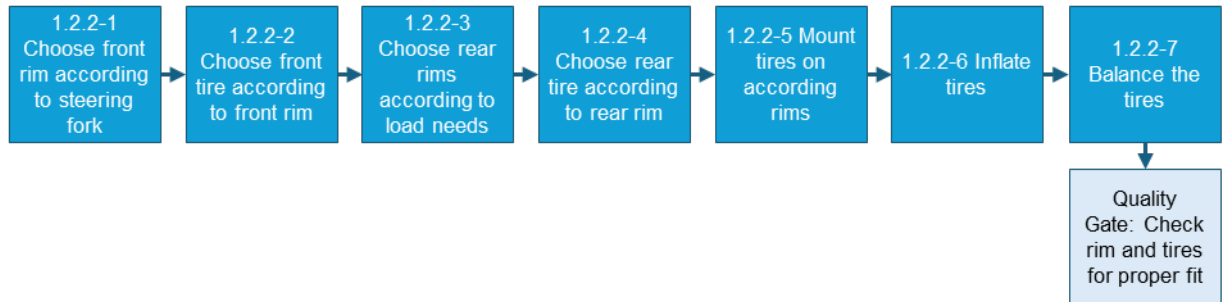 1.2.2-1
Choose front
rim according
to steering
fork
1.2.2-2
Choose front
tire according
to front rim
1.2.2-3
Choose rear
rims
according to
load needs
1.2.2-4
Choose rear
tire according
to rear rim
1.2.2-5 Mount
tires on
according
rims
1.2.2-6 Inflate
tires
1.2.2-7
Balance the
tires
Quality
Gate: Check
rim and tires
for proper fit